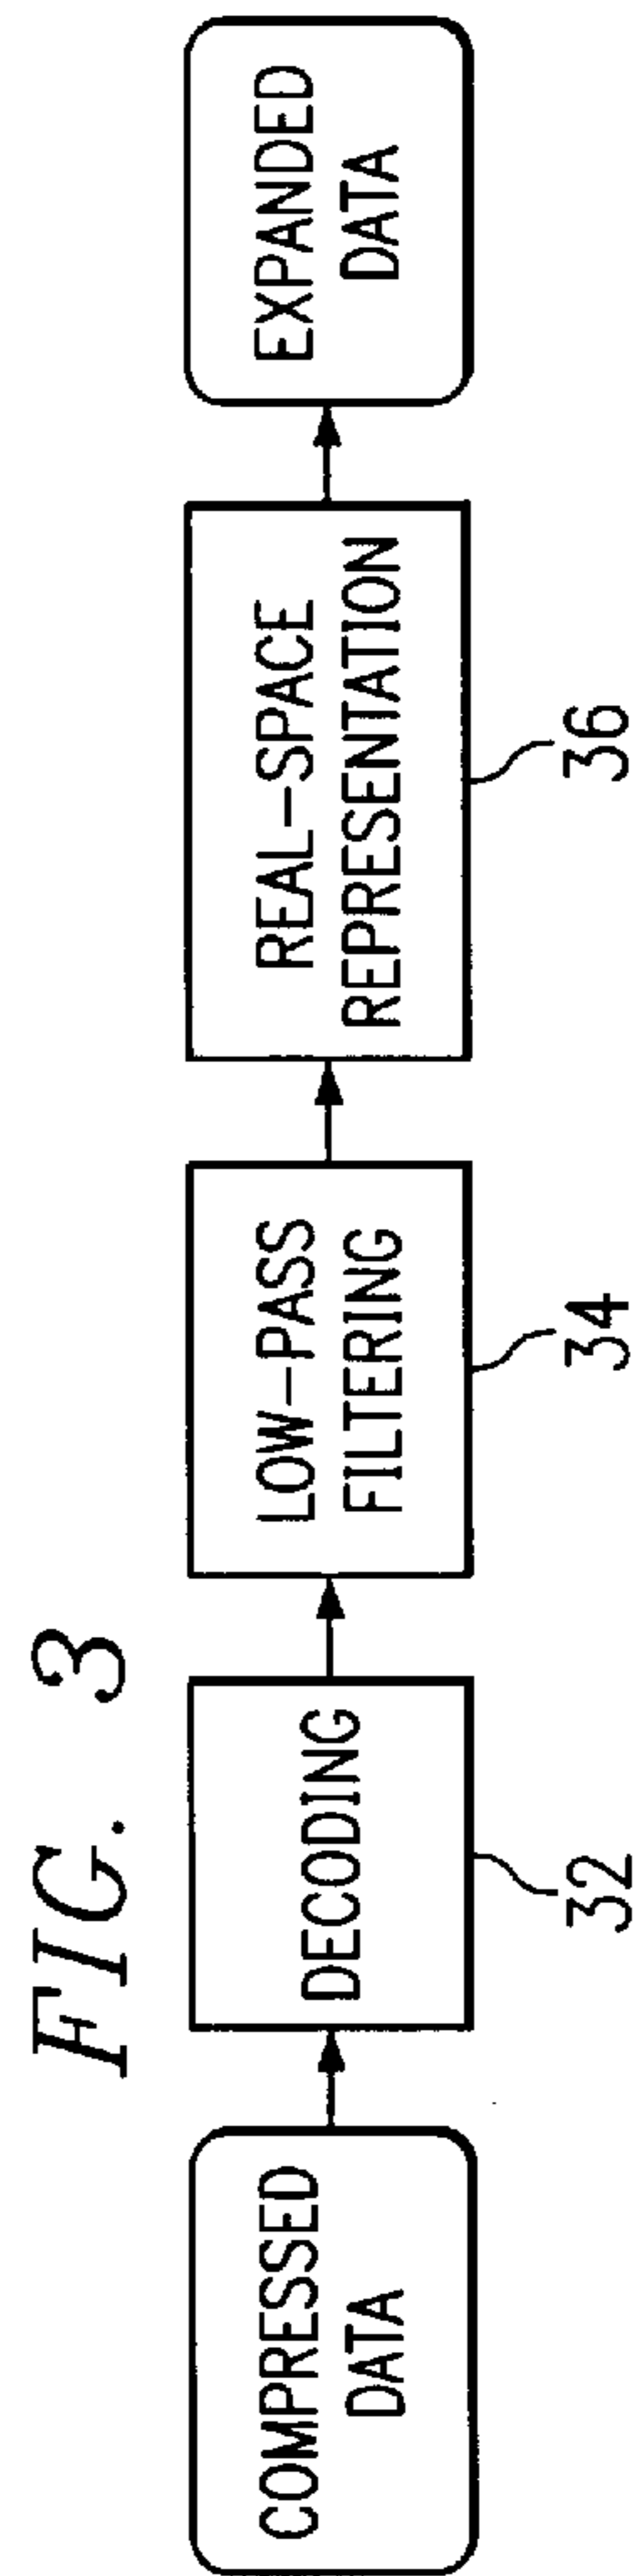 FIG. 3
COMPRESSED
DATA
DECODING
32
LOW-PASS
FILTERING
34
REAL-SPACE
REPRESENTATION
36
EXPANDED
DATA